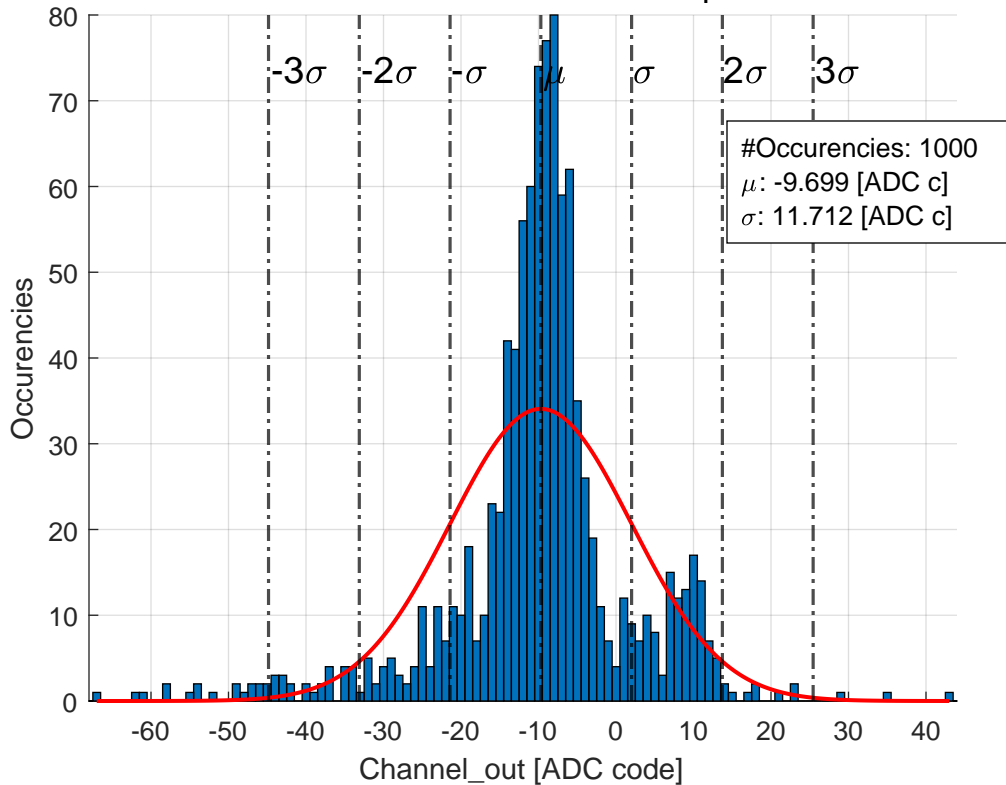 80
70
60
50
40
30
20
10
0
Occurencies
-3σ
-2σ
-σ
μ
σ
2σ
3σ
#Occurencies: 1000
μ: -9.699 [ADC c]
σ: 11.712 [ADC c]
-60 -50 -40 -30 -20 -10 0 10 20 30 40
Channel_out [ADC code]